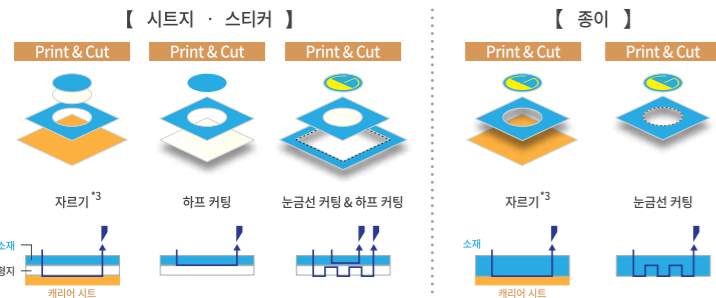 【 시트지 · 스티커 】
Print & Cut
Print & Cut
Print & Cut
자르기 *3
하프 커팅
눈금선 커팅 & 하프 커팅
소재
형지
캐리어 시트
【 종이 】
Print & Cut
Print & Cut
자르기 *3
눈금선 커팅
소재
캐리어 시트